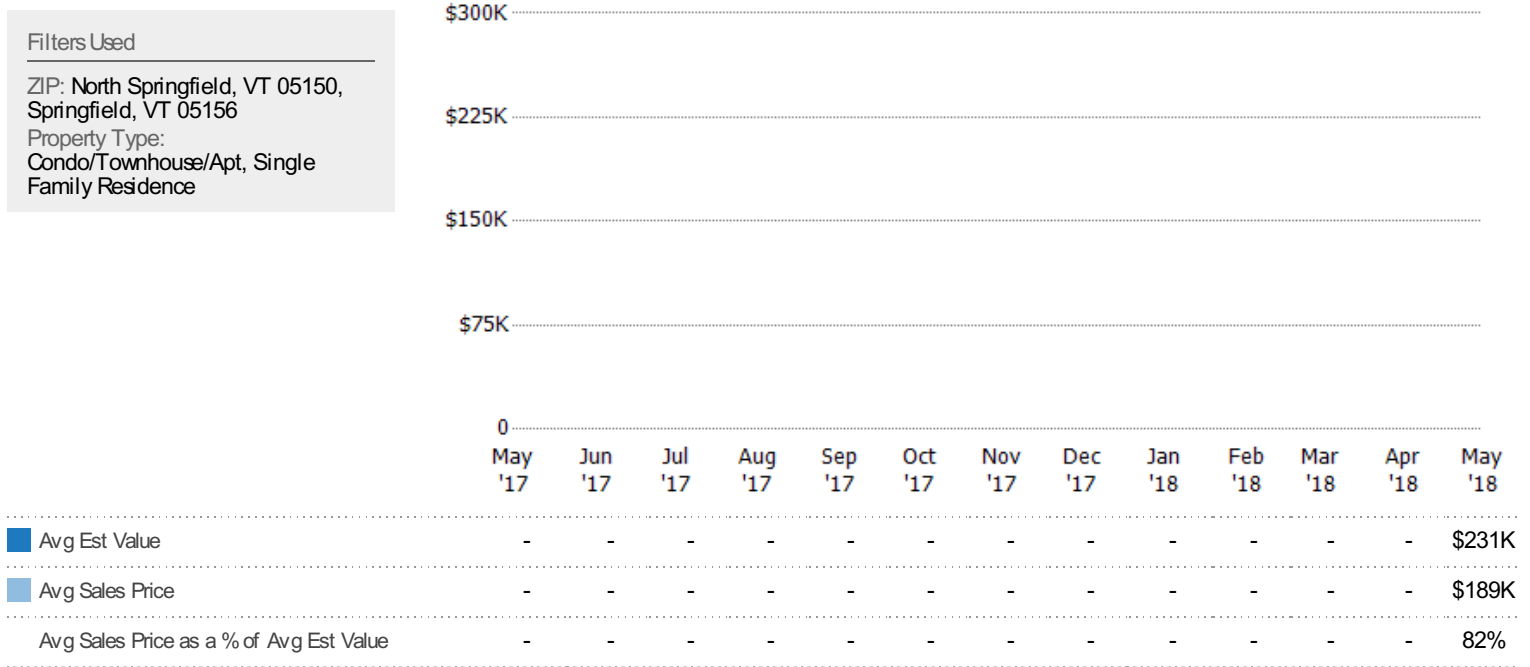 Filters Used
ZIP: North Springfield, VT 05150,
Springfield, VT 05156
Property Type:
Condo/Townhouse/Apt, Single
Family Residence
$300K
$225K
$150K
$75K
0
May Jun Jul Aug Sep Oct Nov Dec Jan Feb Mar Apr May
'17 '17 '17 '17 '17 '17 '17 '17 '18 '18 '18 '18 '18
Avg Est Value - - - - - - - - - - - - $231K
Avg Sales Price - - - - - - - - - - - - $189K
Avg Sales Price as a % of Avg Est Value - - - - - - - - - - - - 82%